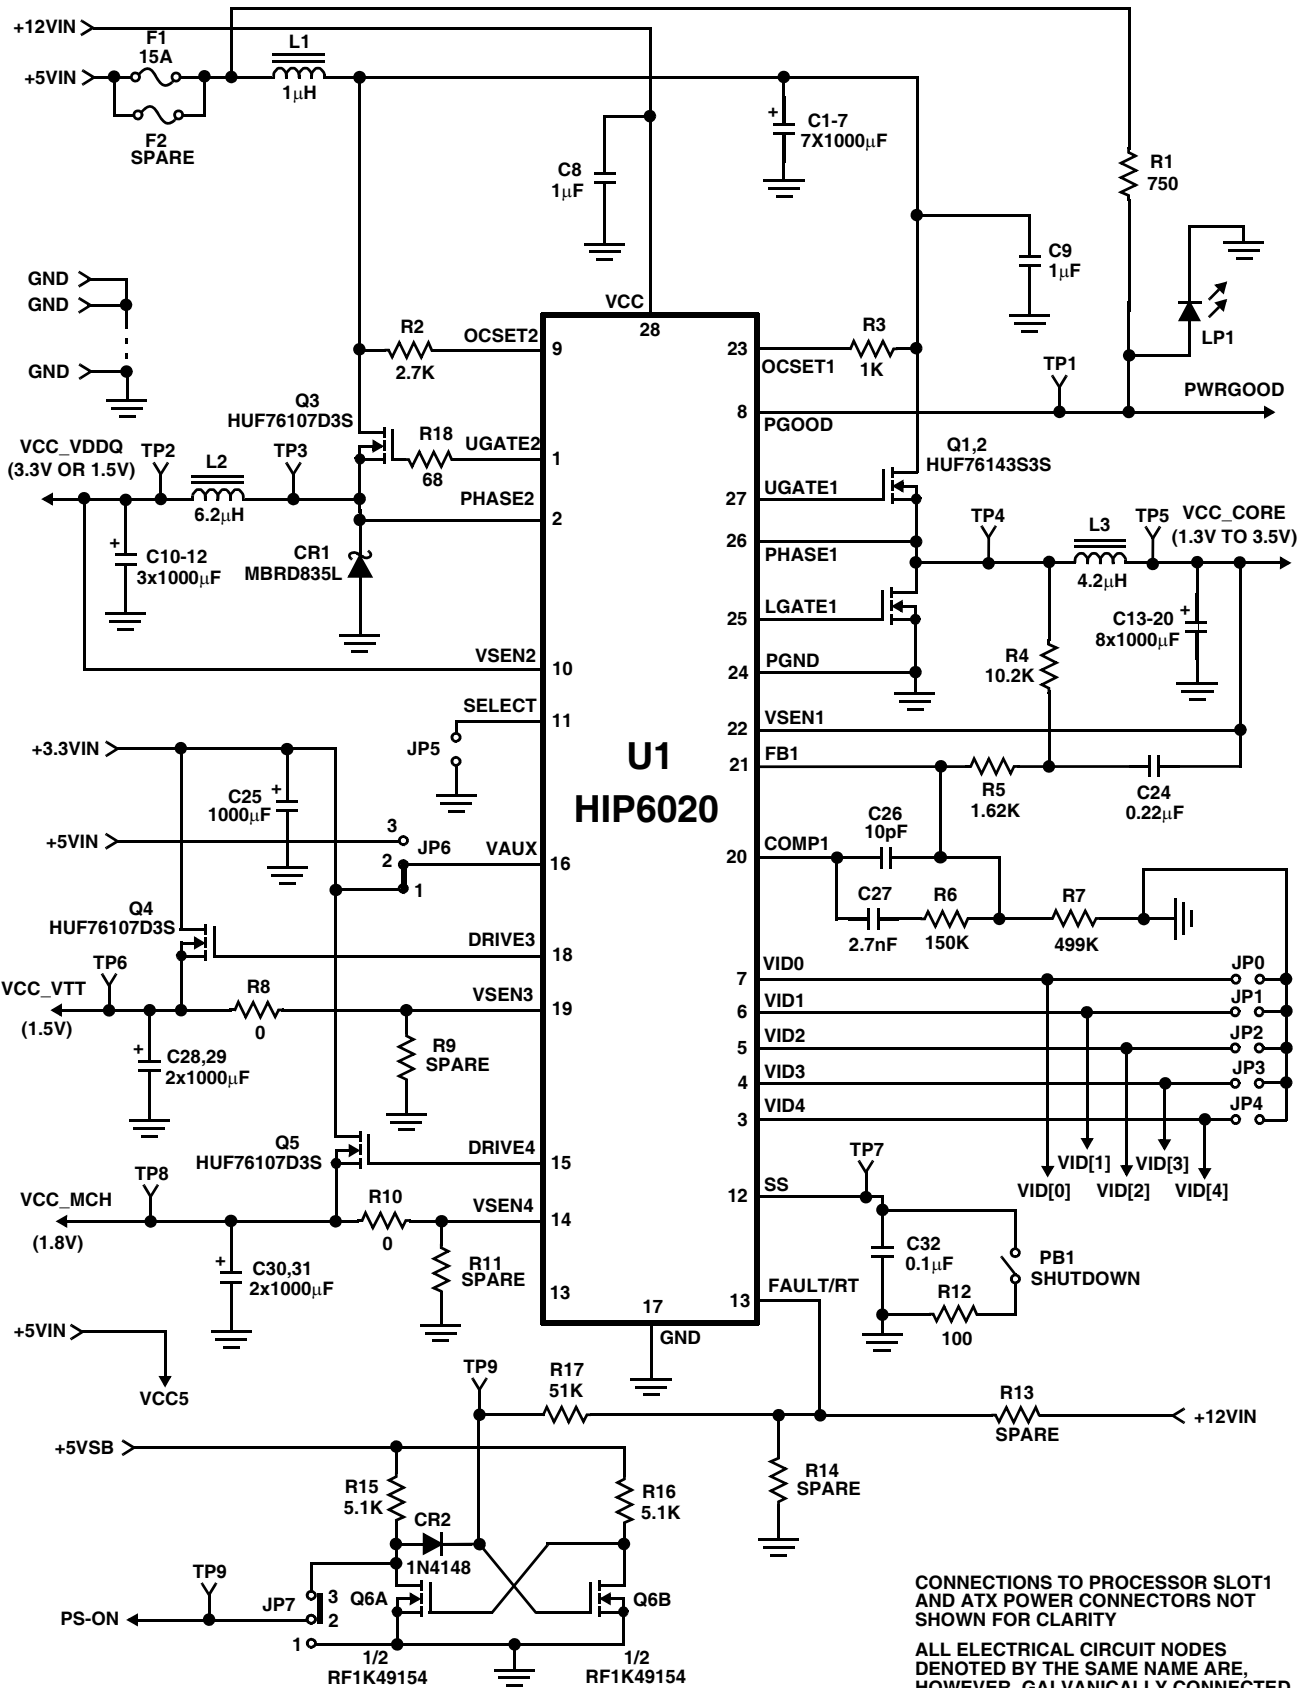 +12VIN
F1
15A
L1
+5VIN
1μH
F2
SPARE
+
C1-7
7X1000μF
C8
1μF
R1
750
C9
1μF
GND
GND
GND
VCC
28
LP1
R2
2.7K
OCSET2
9
23
OCSET1
R3
1K
TP1
PWRGOOD
8
PGOOD
Q3
HUF76107D3S
R18
68
UGATE2
1
Q1,2
HUF76143S3S
VCC_VDDQ
(3.3V OR 1.5V)
TP2
L2
6.2μH
TP3
PHASE2
2
27
UGATE1
26
PHASE1
TP4
L3
4.2μH
TP5
VCC_CORE
(1.3V TO 3.5V)
+
C10-12
3x1000μF
CR1
MBRD835L
25
LGATE1
C13-20
8x1000μF
+
VSEN2
10
24
PGND
R4
10.2K
SELECT
11
22
VSEN1
+3.3VIN
JP5
U1
HIP6020
21
FB1
R5
1.62K
C24
0.22μF
C25
1000μF
+
+5VIN
3
2
JP6
1
VAUX
16
20
COMP1
C26
10pF
C27
2.7nF
R6
150K
R7
499K
Q4
HUF76107D3S
DRIVE3
18
7
VID0
JP0
TP6
VCC_VTT
(1.5V)
R8
0
VSEN3
19
6
VID1
JP1
5
VID2
JP2
+
C28,29
2x1000μF
R9
SPARE
4
VID3
JP3
3
VID4
JP4
Q5
HUF76107D3S
DRIVE4
15
TP7
VID[1]
VID[3]
VID[0]
VID[2]
VID[4]
TP8
VCC_MCH
(1.8V)
R10
0
VSEN4
14
12
SS
+
C30,31
2x1000μF
R11
SPARE
C32
0.1μF
PB1
SHUTDOWN
13
13
FAULT/RT
R12
100
17
GND
+5VIN
VCC5
TP9
R17
51K
R13
SPARE
+12VIN
+5VSB
R15
5.1K
R16
5.1K
R14
SPARE
CR2
1N4148
TP9
PS-ON
JP7
3
2
1
Q6A
Q6B
1/2
RF1K49154
1/2
RF1K49154
CONNECTIONS TO PROCESSOR SLOT1
AND ATX POWER CONNECTORS NOT
SHOWN FOR CLARITY
ALL ELECTRICAL CIRCUIT NODES
DENOTED BY THE SAME NAME ARE,
HOWEVER, GALVANICALLY CONNECTED